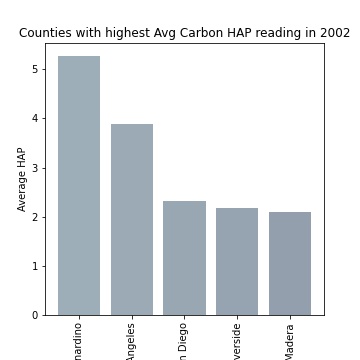 Counties with highest Avg Carbon HAP reading in 2002
5
4
3
2
1
0
Average HAP
nardino
Angeles
n Diego
verside
Madera